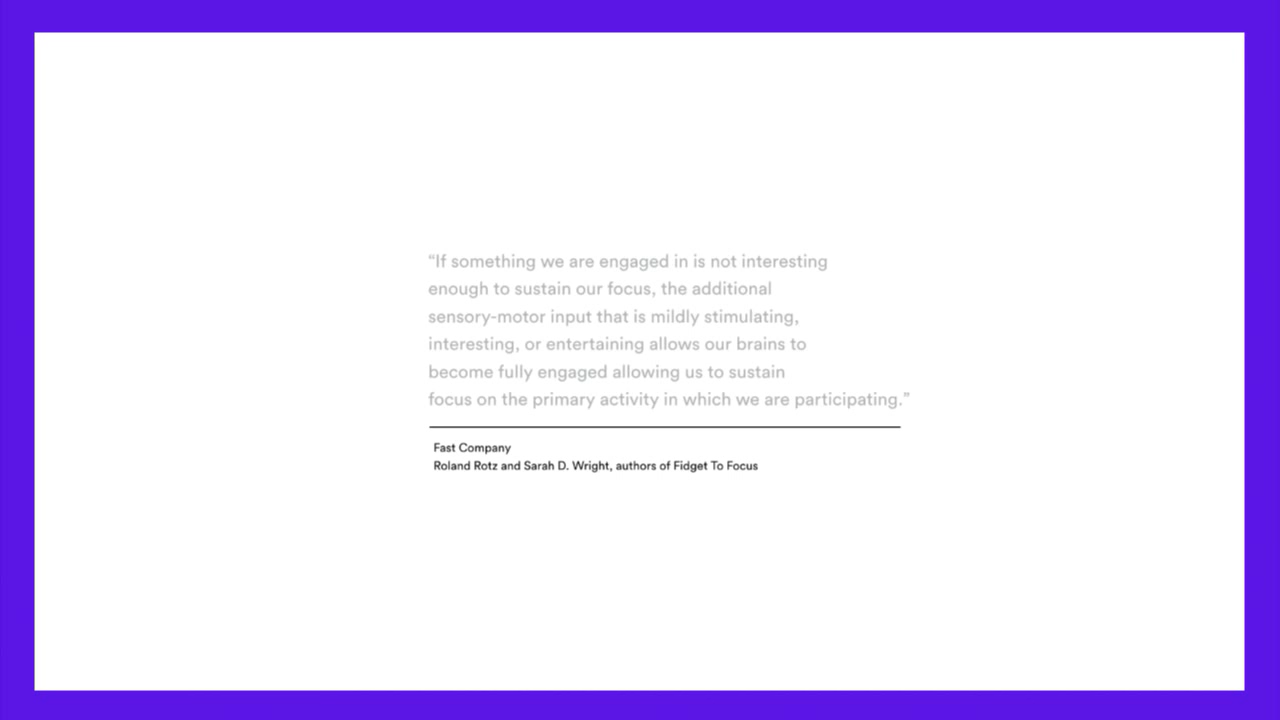 “If something we are engaged in is not interesting
enough to sustain our focus, the additional
sensory-motor input that is mildly stimulating,
interesting, or entertaining allows our brains to
become fully engaged allowing us to sustain
focus on the primary activity in which we are participating.”
Fast Company
Roland Rotz and Sarah D. Wright, authors of Fidget To Focus